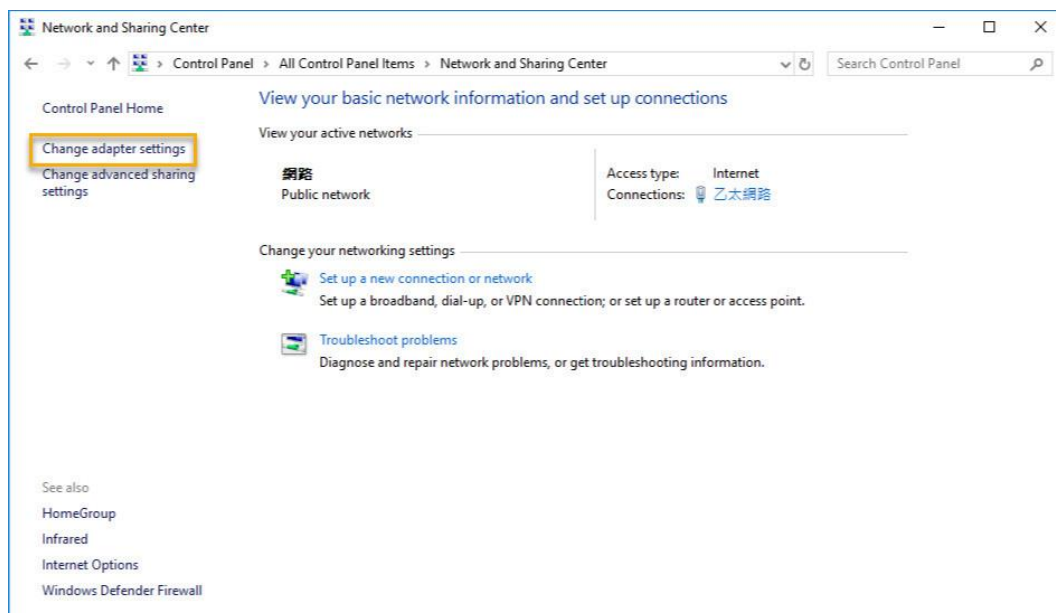 Network and Sharing Center
Control Panel > All Control Panel Items > Network and Sharing Center
Search Control Panel
Control Panel Home
Change adapter settings
Change advanced sharing
settings
View your basic network information and set up connections
View your active networks
網路
Public network
Access type: Internet
Connections: 乙太網路
Change your networking settings
Set up a new connection or network
Set up a broadband, dial-up, or VPN connection; or set up a router or access point.
Troubleshoot problems
Diagnose and repair network problems, or get troubleshooting information.
See also
HomeGroup
Infrared
Internet Options
Windows Defender Firewall